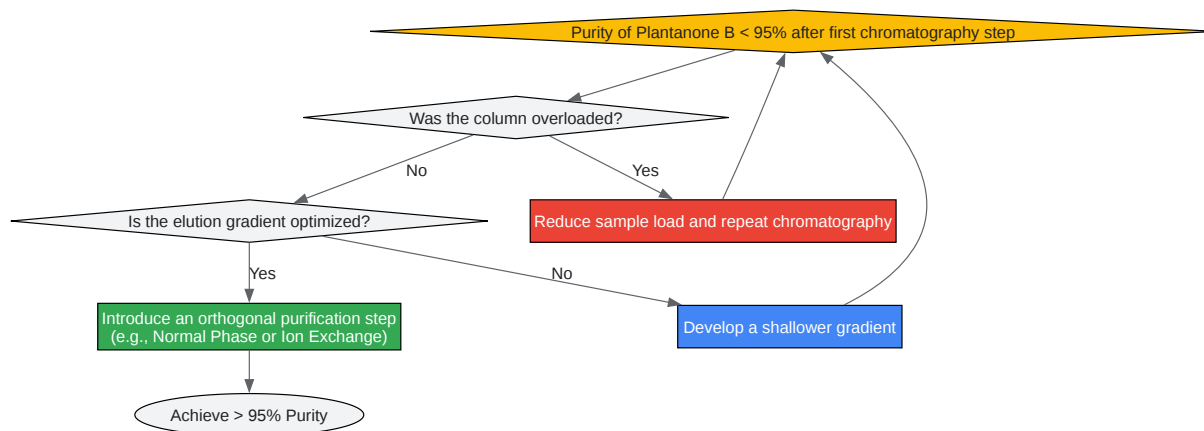 Purity of Plantanone B < 95% after first chromatography step
Was the column overloaded?
No
Yes
Is the elution gradient optimized?
Reduce sample load and repeat chromatography
Yes
No
Introduce an orthogonal purification step
(e.g., Normal Phase or Ion Exchange)
Develop a shallower gradient
Achieve > 95% Purity